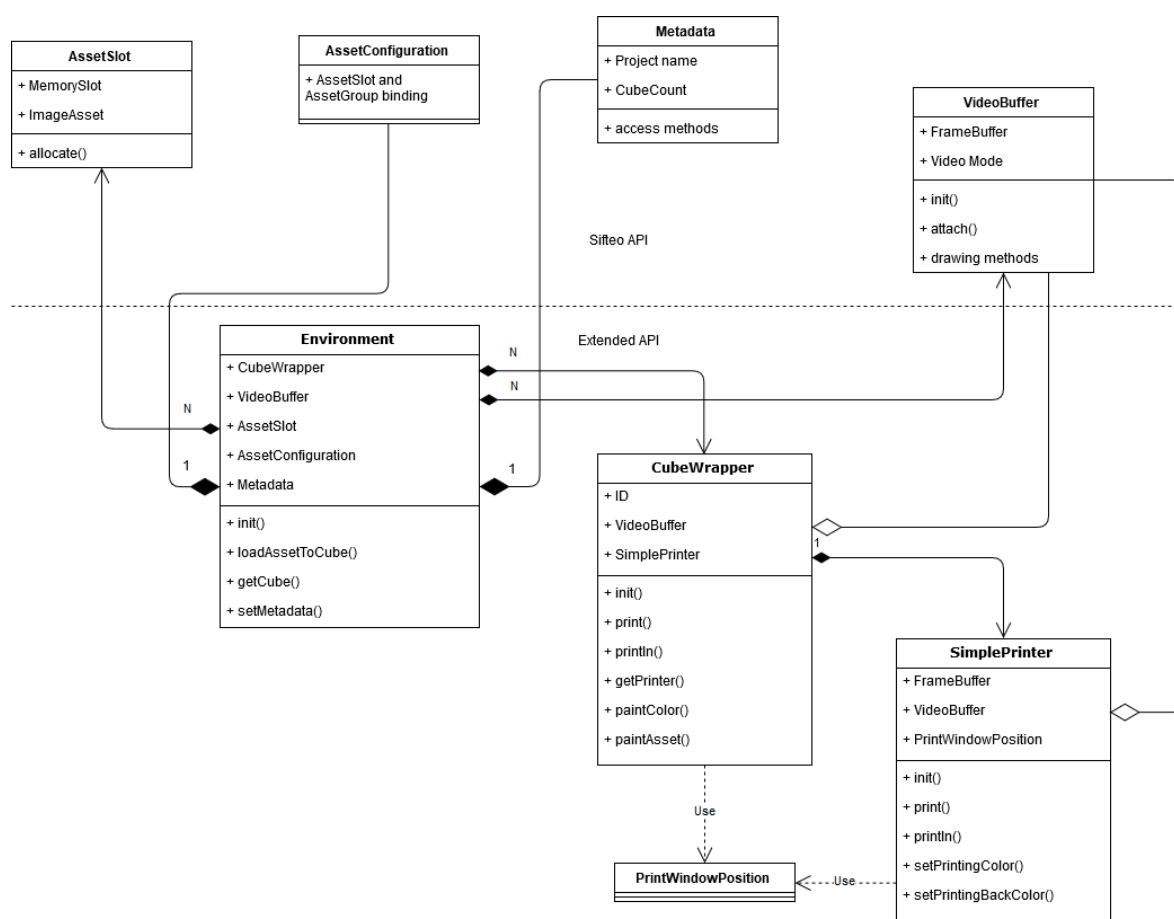 AssetSlot
+ MemorySlot
+ ImageAsset
+ allocate()
AssetConfiguration
+ AssetSlot and
AssetGroup binding
Metadata
+ Project name
+ CubeCount
+ access methods
VideoBuffer
+ FrameBuffer
+ Video Mode
+ init()
+ attach()
+ drawing methods
Sifteo API
Extended API
Environment
+ CubeWrapper
+ VideoBuffer
+ AssetSlot
+ AssetConfiguration
+ Metadata
+ init()
+ loadAssetToCube()
+ getCube()
+ setMetadata()
N
1
N
N
1
CubeWrapper
+ ID
+ VideoBuffer
+ SimplePrinter
+ init()
+ print()
+ println()
+ getPrinter()
+ paintColor()
+ paintAsset()
1
SimplePrinter
+ FrameBuffer
+ VideoBuffer
+ PrintWindowPosition
+ init()
+ print()
+ println()
+ setPrintingColor()
+ setPrintingBackColor()
Use
PrintWindowPosition
Use